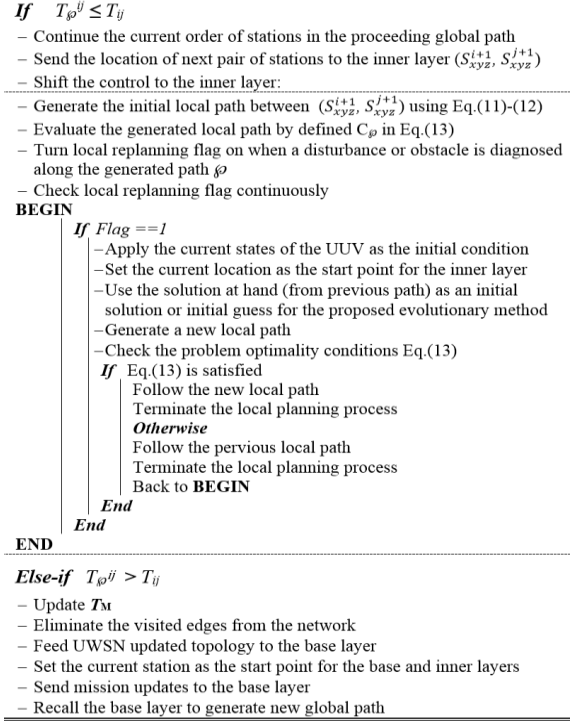 If T℘^ij ≤ T_ij
– Continue the current order of stations in the proceeding global path
– Send the location of next pair of stations to the inner layer (S^{i+1}_{xyz}, S^{j+1}_{xyz})
– Shift the control to the inner layer:
– Generate the initial local path between (S^{i+1}_{xyz}, S^{j+1}_{xyz}) using Eq.(11)-(12)
– Evaluate the generated local path by defined C℘ in Eq.(13)
– Turn local replanning flag on when a disturbance or obstacle is diagnosed
along the generated path ℘
– Check local replanning flag continuously
BEGIN
If Flag ==1
– Apply the current states of the UUV as the initial condition
– Set the current location as the start point for the inner layer
– Use the solution at hand (from previous path) as an initial
solution or initial guess for the proposed evolutionary method
– Generate a new local path
– Check the problem optimality conditions Eq.(13)
If Eq.(13) is satisfied
Follow the new local path
Terminate the local planning process
Otherwise
Follow the pervious local path
Terminate the local planning process
Back to BEGIN
End
End
END
Else-if T℘^ij > T_ij
– Update T_M
– Eliminate the visited edges from the network
– Feed UWSN updated topology to the base layer
– Set the current station as the start point for the base and inner layers
– Send mission updates to the base layer
– Recall the base layer to generate new global path